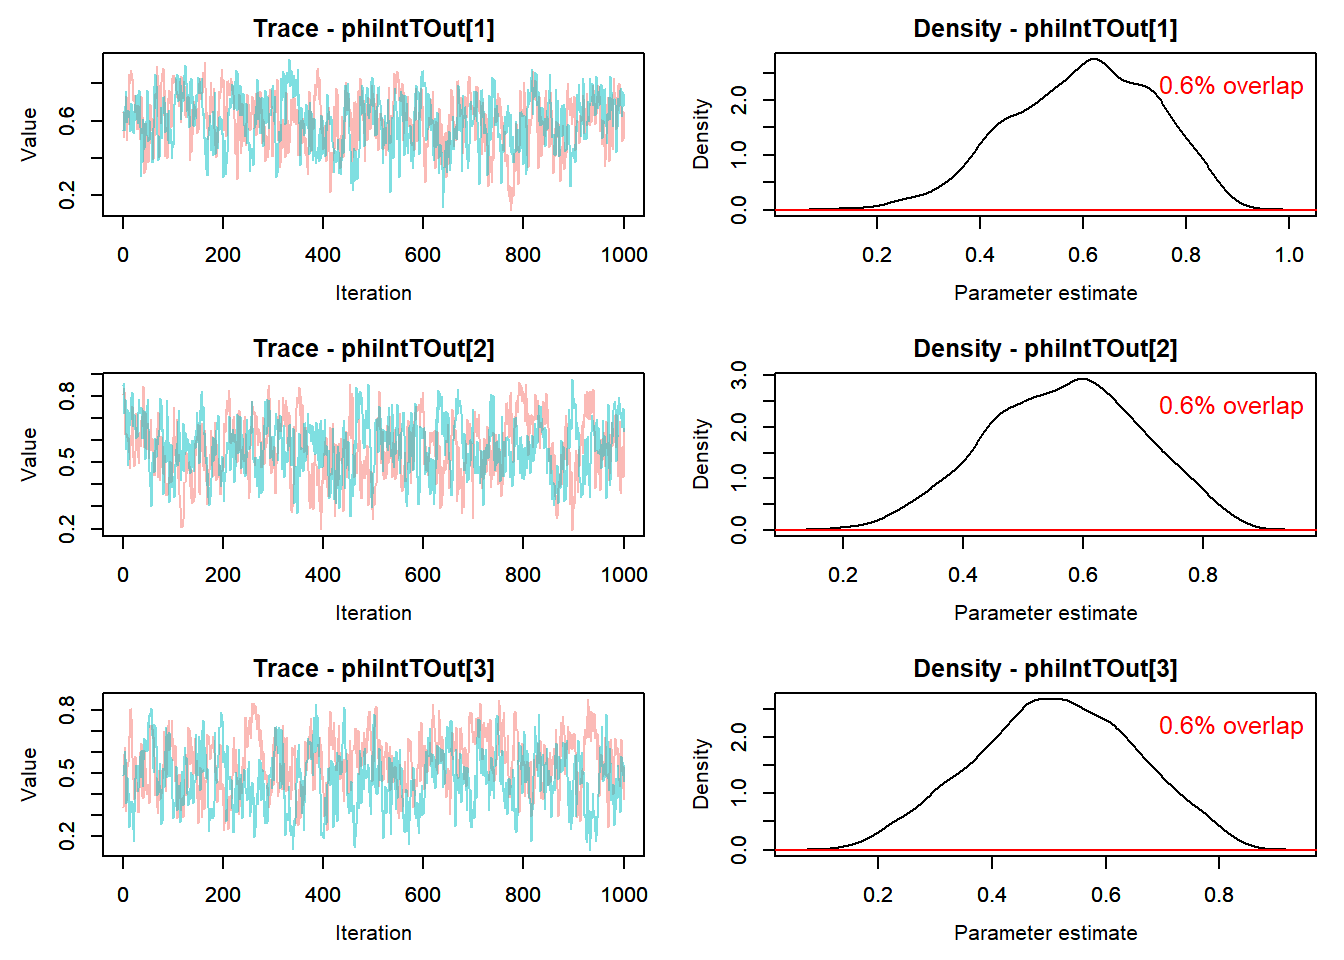 Trace - phiIntTOut[1]
Value
0.2 0.6
0 200 400 600 800 1000
Iteration
Density - phiIntTOut[1]
0.6% overlap
Density
0.0 1.0 2.0
0.2 0.4 0.6 0.8 1.0
Parameter estimate
Trace - phiIntTOut[2]
Value
0.2 0.5 0.8
0 200 400 600 800 1000
Iteration
Density - phiIntTOut[2]
0.6% overlap
Density
0.0 1.0 2.0 3.0
0.2 0.4 0.6 0.8
Parameter estimate
Trace - phiIntTOut[3]
Value
0.2 0.5 0.8
0 200 400 600 800 1000
Iteration
Density - phiIntTOut[3]
0.6% overlap
Density
0.0 1.0 2.0
0.2 0.4 0.6 0.8
Parameter estimate